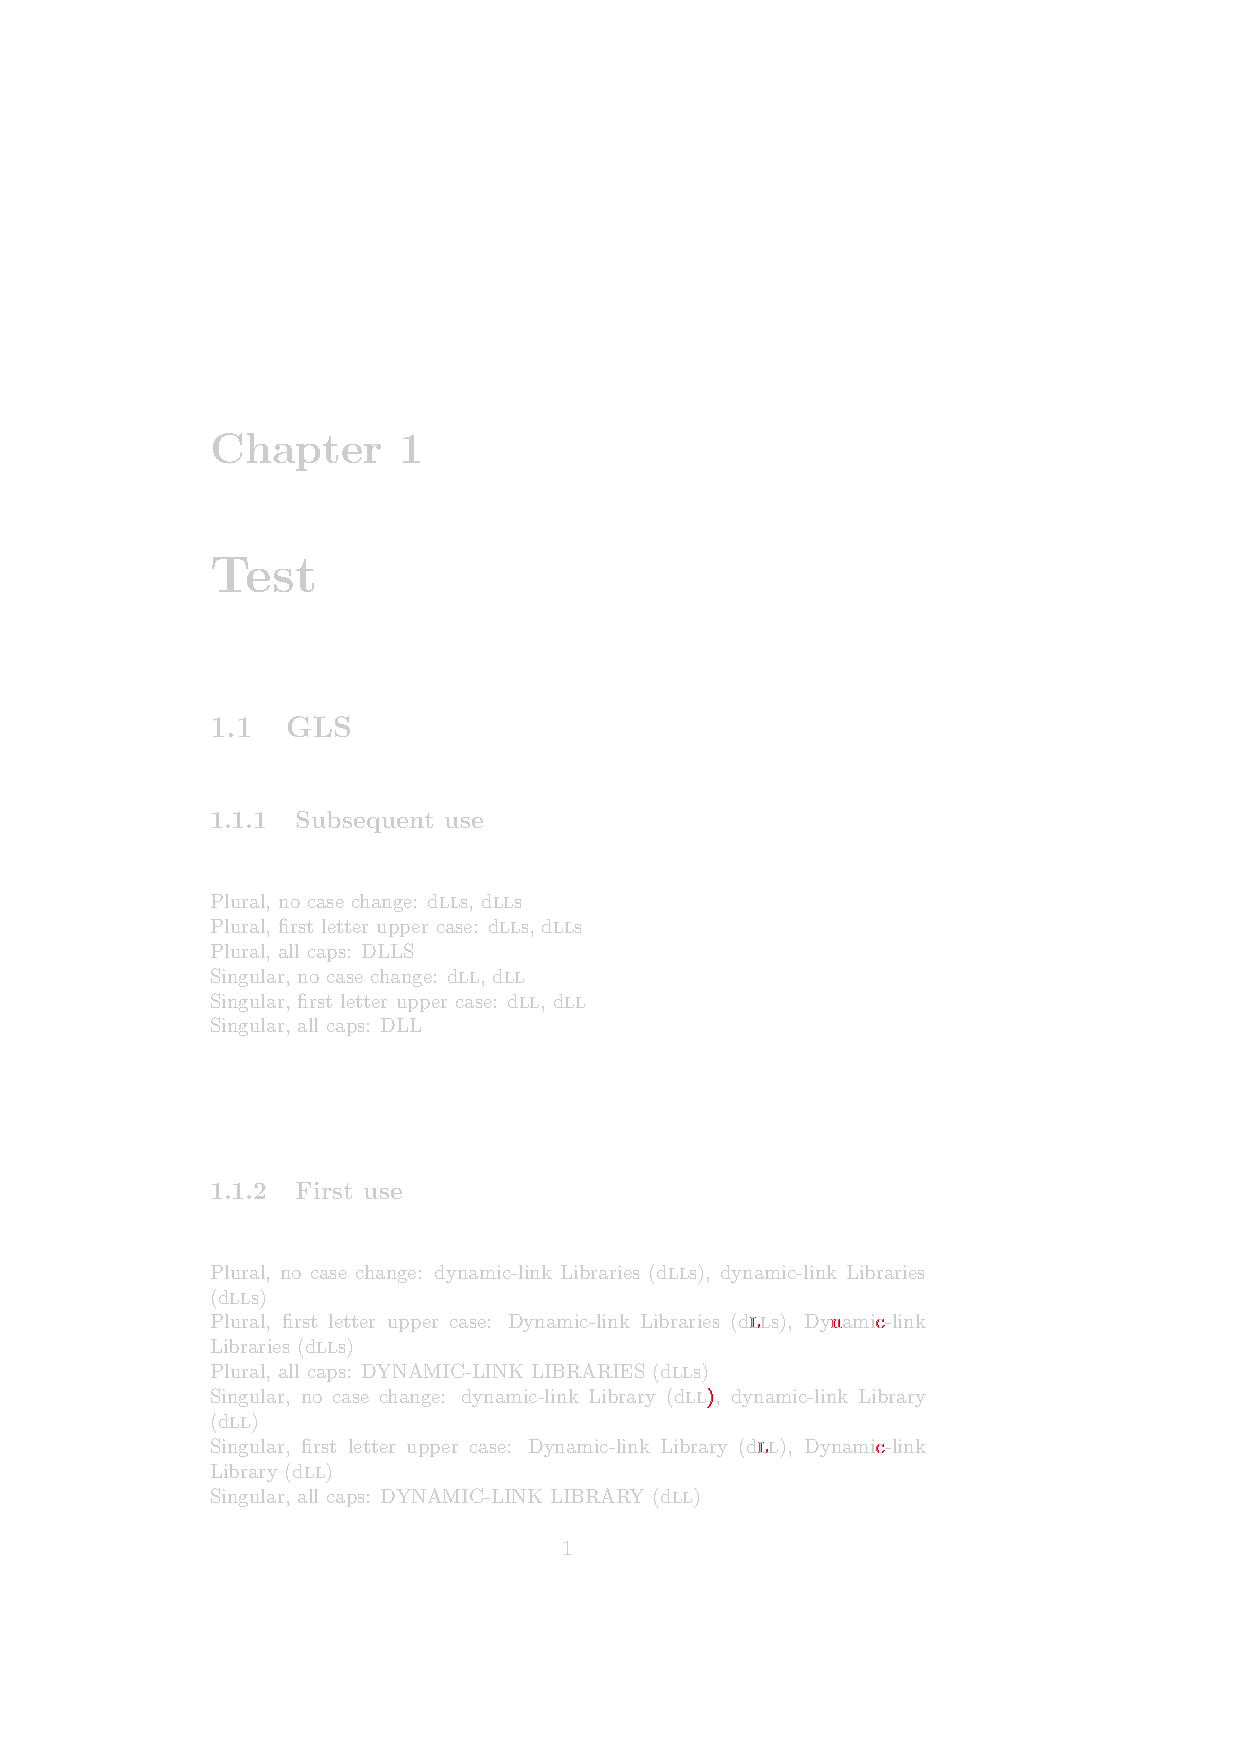 Chapter 1
Test
1.1 GLS
1.1.1 Subsequent use
Plural, no case change: dLLs, dLLs
Plural, first letter upper case: dLLs, dLLs
Plural, all caps: DLLS
Singular, no case change: dLL, dLL
Singular, first letter upper case: dLL, dLL
Singular, all caps: DLL
1.1.2 First use
Plural, no case change: dynamic-link Libraries (dLLs), dynamic-link Libraries
(dLLs)
Plural, first letter upper case: Dynamic-link Libraries (dLLs), Dynamic-link
Libraries (dLLs)
Plural, all caps: DYNAMIC-LINK LIBRARIES (dLLs)
Singular, no case change: dynamic-link Library (dLL), dynamic-link Library
(dLL)
Singular, first letter upper case: Dynamic-link Library (dLL), Dynamic-link
Library (dLL)
Singular, all caps: DYNAMIC-LINK LIBRARY (dLL)
1